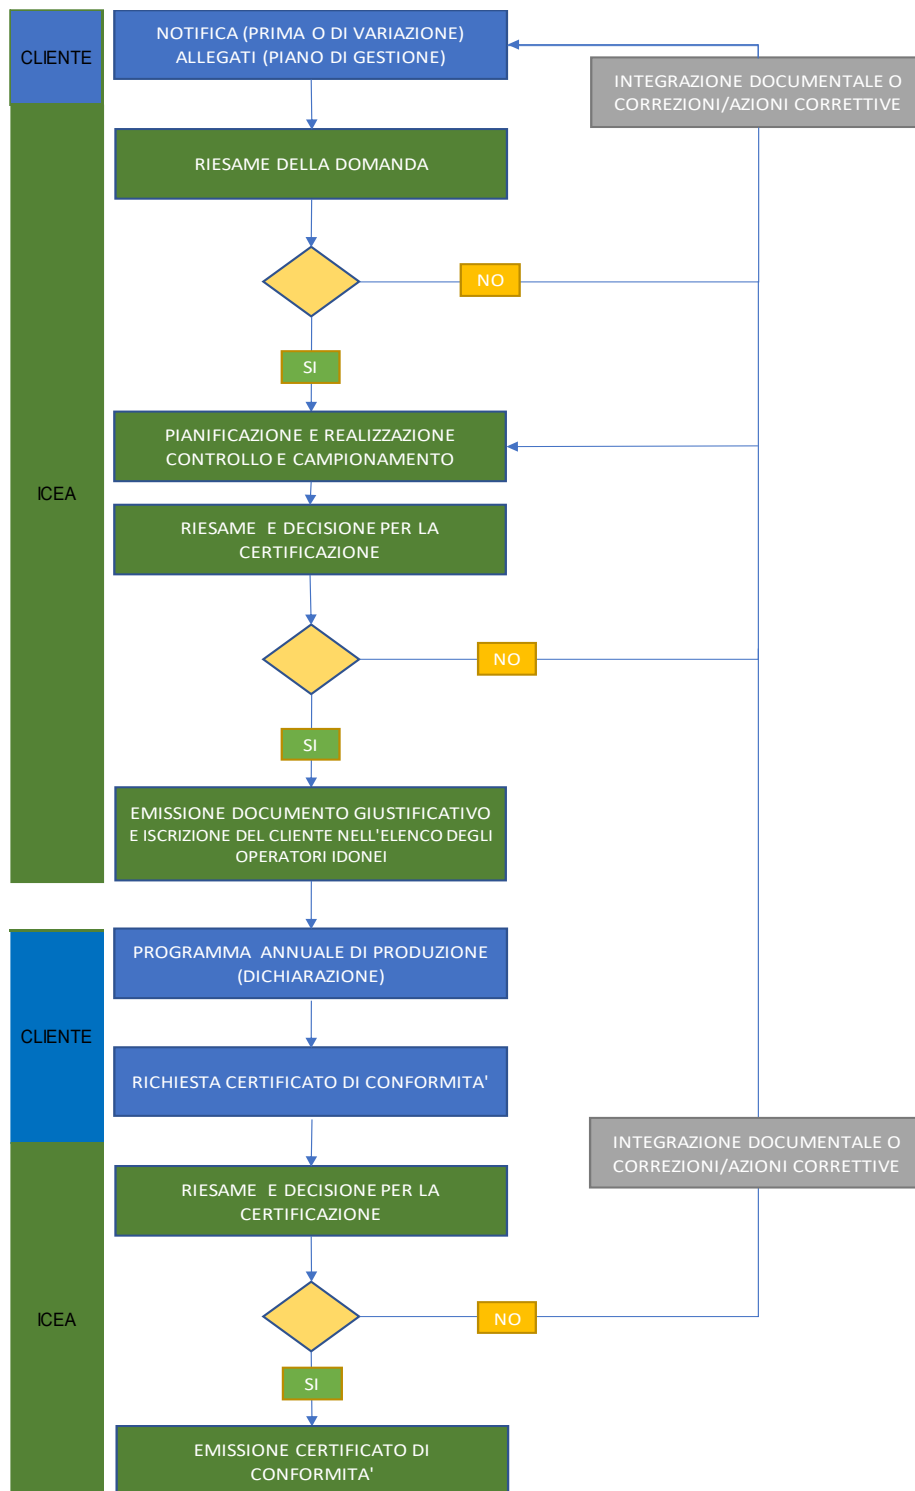 CLIENTE
NOTIFICA (PRIMA O DI VARIAZIONE)
ALLEGATI (PIANO DI GESTIONE)
INTEGRAZIONE DOCUMENTALE O
CORREZIONI/AZIONI CORRETTIVE
RIESAME DELLA DOMANDA
NO
SI
PIANIFICAZIONE E REALIZZAZIONE
CONTROLLO E CAMPIONAMENTO
ICEA
RIESAME E DECISIONE PER LA
CERTIFICAZIONE
NO
SI
EMISSIONE DOCUMENTO GIUSTIFICATIVO
E ISCRIZIONE DEL CLIENTE NELL'ELENCO DEGLI
OPERATORI IDONEI
PROGRAMMA ANNUALE DI PRODUZIONE
(DICHIARAZIONE)
CLIENTE
RICHIESTA CERTIFICATO DI CONFORMITA'
INTEGRAZIONE DOCUMENTALE O
CORREZIONI/AZIONI CORRETTIVE
RIESAME E DECISIONE PER LA
CERTIFICAZIONE
ICEA
NO
SI
EMISSIONE CERTIFICATO DI
CONFORMITA'